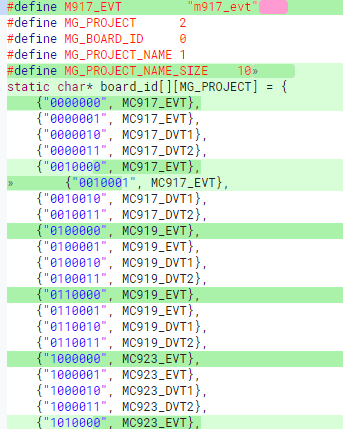 #define M917_EVT "m917_evt"
#define MG_PROJECT 2
#define MG_BOARD_ID 0
#define MG_PROJECT_NAME 1
#define MG_PROJECT_NAME_SIZE 10»
static char* board_id[][MG_PROJECT] = {
{"0000000", MC917_EVT},
{"0000001", MC917_EVT},
{"0000010", MC917_DVT1},
{"0000011", MC917_DVT2},
{"0010000", MC917_EVT},
» {"0010001", MC917_EVT},
{"0010010", MC917_DVT1},
{"0010011", MC917_DVT2},
{"0100000", MC919_EVT},
{"0100001", MC919_EVT},
{"0100010", MC919_DVT1},
{"0100011", MC919_DVT2},
{"0110000", MC919_EVT},
{"0110001", MC919_EVT},
{"0110010", MC919_DVT1},
{"0110011", MC919_DVT2},
{"1000000", MC923_EVT},
{"1000001", MC923_EVT},
{"1000010", MC923_DVT1},
{"1000011", MC923_DVT2},
{"1010000", MC923_EVT},